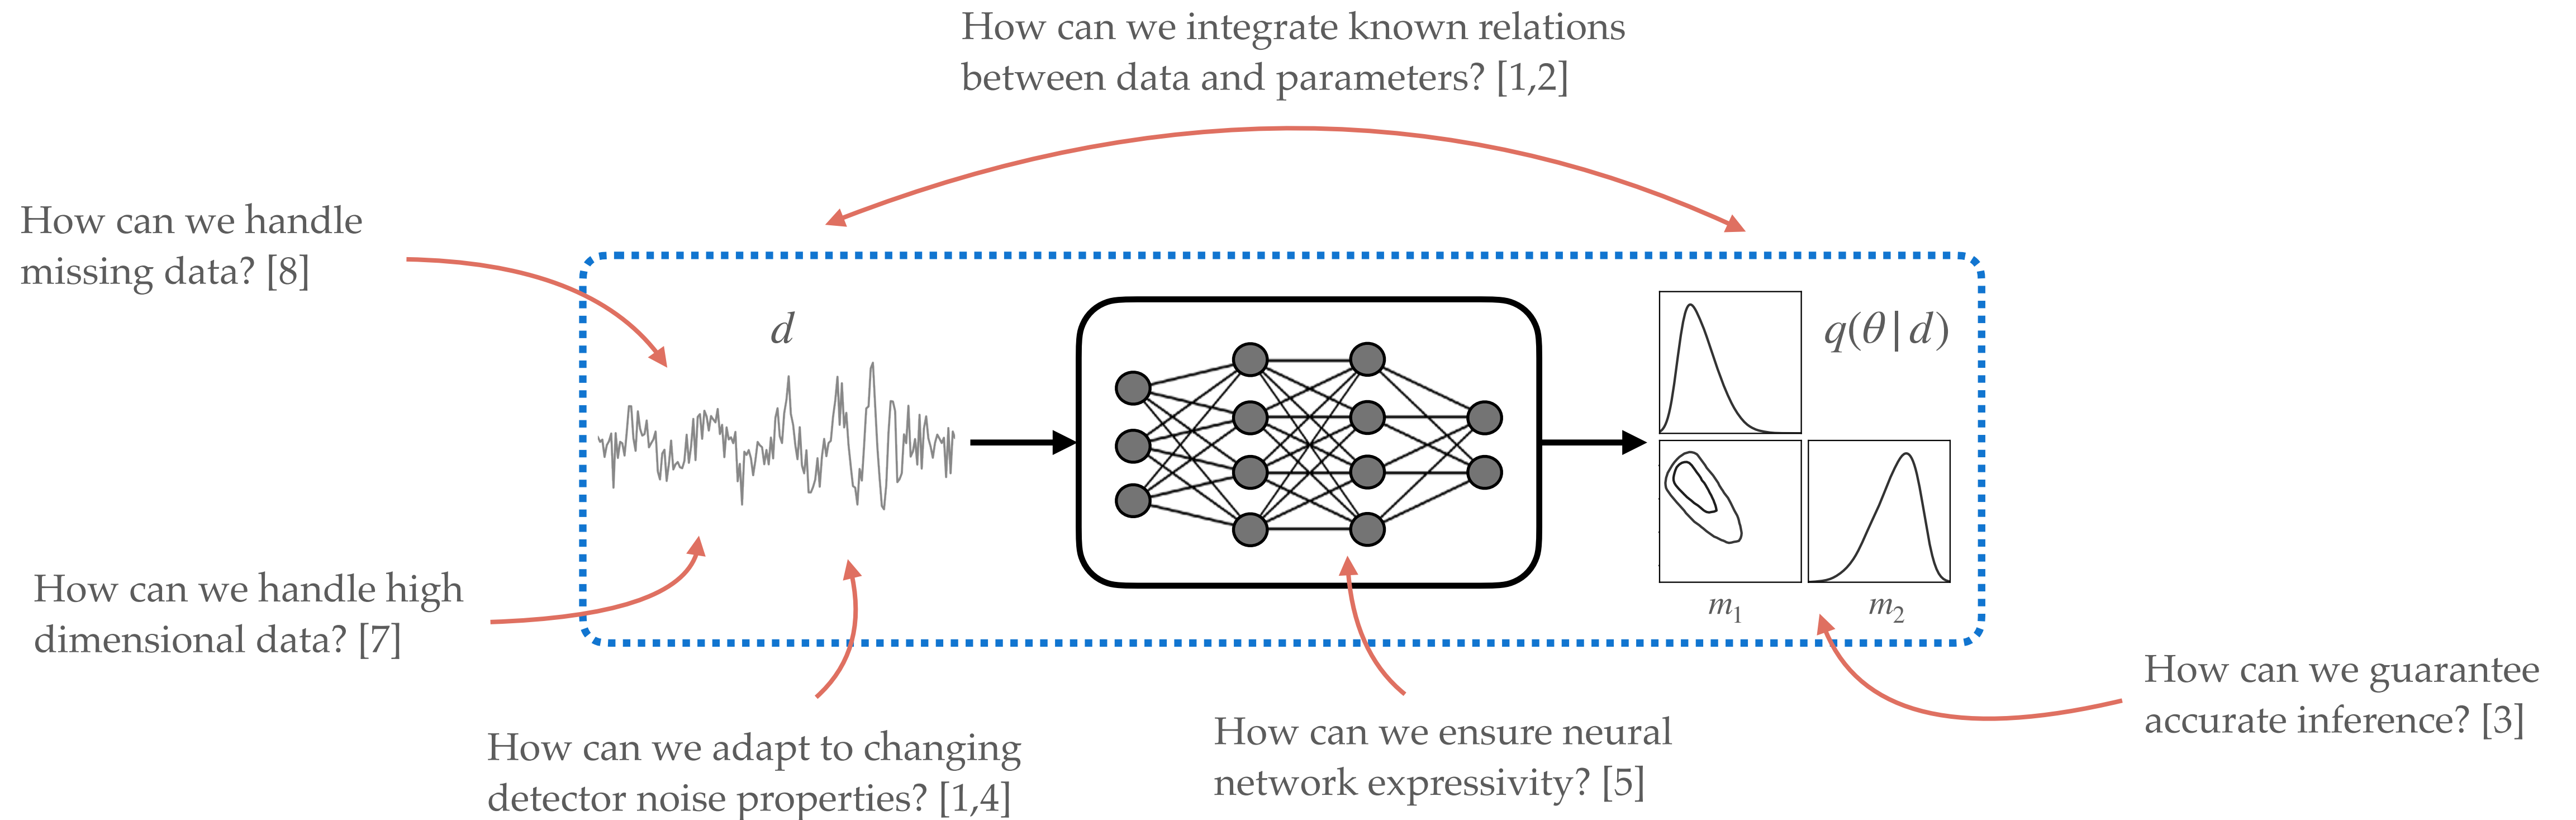 How can we integrate known relations
between data and parameters? [1,2]
How can we handle
missing data? [8]
d
q(θ|d)
m₁
m₂
How can we handle high
dimensional data? [7]
How can we adapt to changing
detector noise properties? [1,4]
How can we ensure neural
network expressivity? [5]
How can we guarantee
accurate inference? [3]